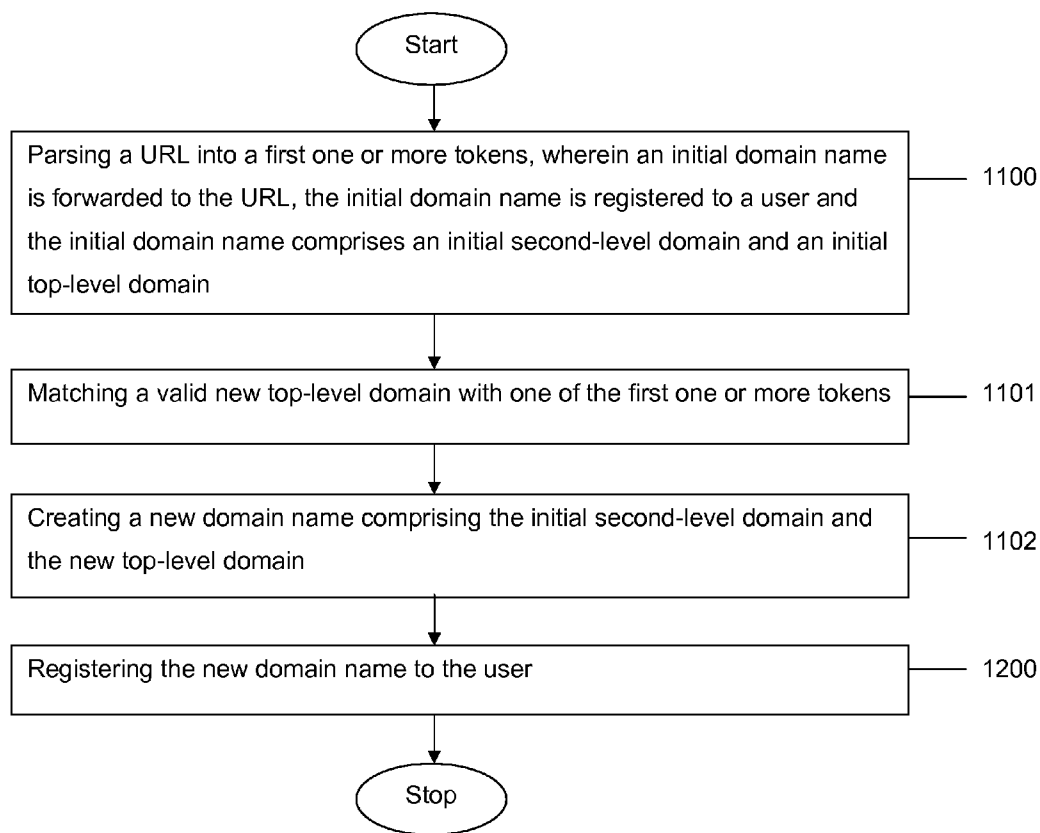 Start
Parsing a URL into a first one or more tokens, wherein an initial domain name
is forwarded to the URL, the initial domain name is registered to a user and
the initial domain name comprises an initial second-level domain and an initial
top-level domain
1100
Matching a valid new top-level domain with one of the first one or more tokens
1101
Creating a new domain name comprising the initial second-level domain and
the new top-level domain
1102
Registering the new domain name to the user
1200
Stop